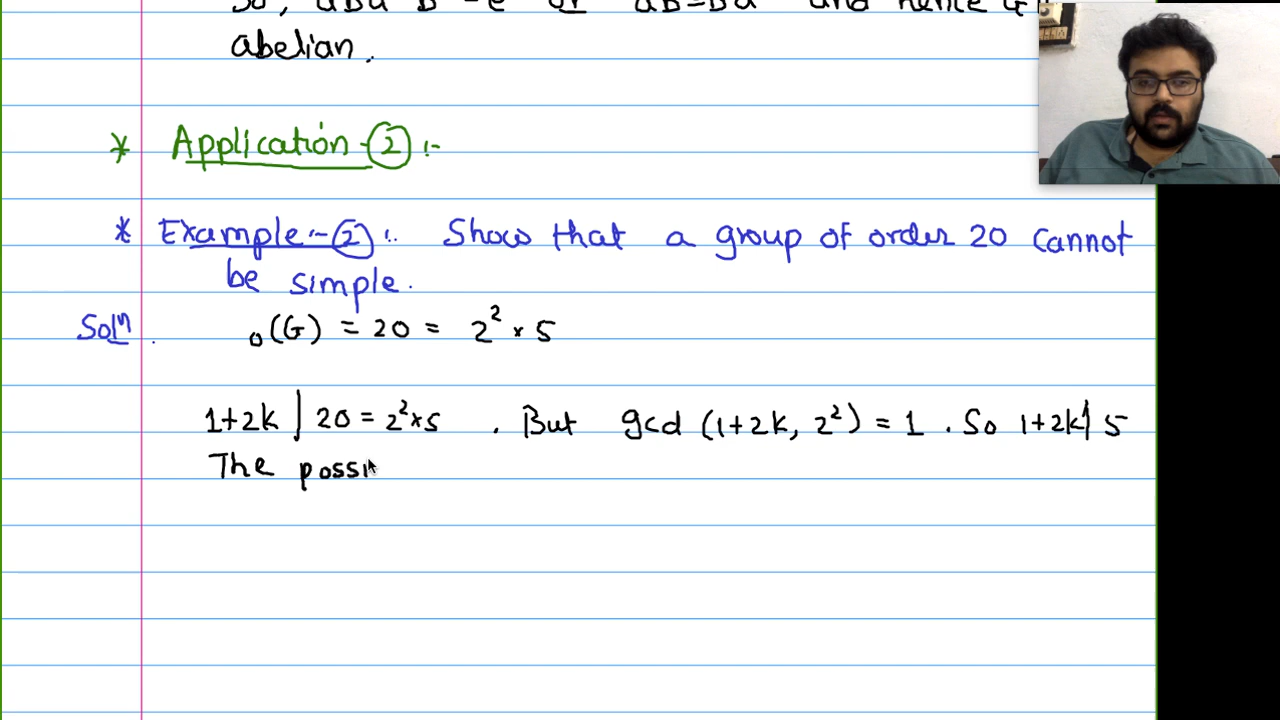 abelian.
* Application -② :-
* Example :- ② :. Show that a group of order 20 cannot
be simple.
Solⁿ. o(G) = 20 = 2² × 5
1+2k | 20 = 2²×5 . But gcd (1+2k, 2²) = 1 . So 1+2k | 5
The possi